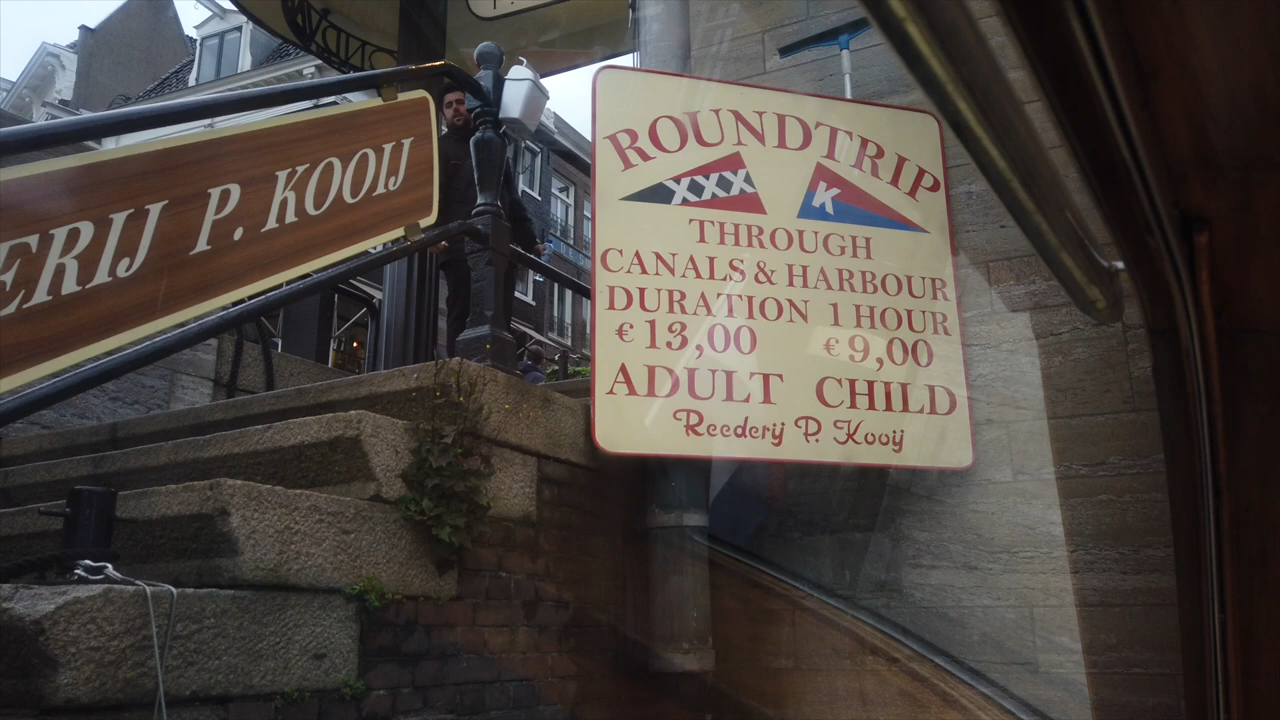 ERIJ P. KOOIJ
ROUNDTRIP
XXX K
THROUGH
CANALS & HARBOUR
DURATION 1 HOUR
€ 13,00 € 9,00
ADULT CHILD
Reederij P. Kooij